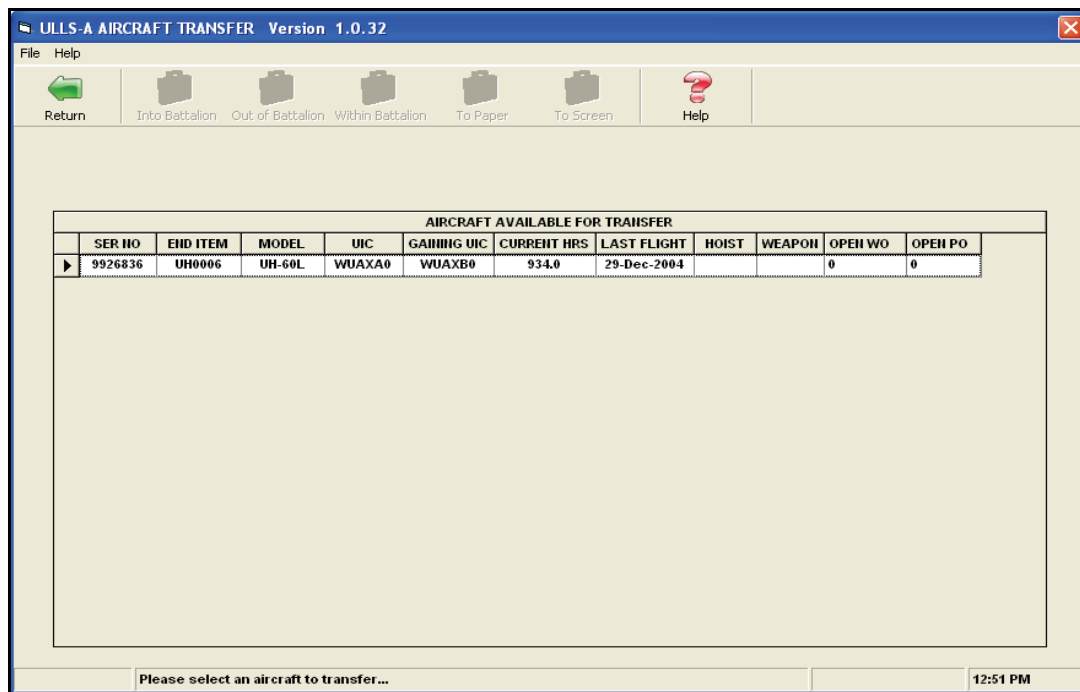 ULLS-A AIRCRAFT TRANSFER Version 1.0.32
File Help
Return Into Battalion Out of Battalion Within Battalion To Paper To Screen Help
AIRCRAFT AVAILABLE FOR TRANSFER
SER NO END ITEM MODEL UIC GAINING UIC CURRENT HRS LAST FLIGHT HOIST WEAPON OPEN WO OPEN PO
9926836 UH0006 UH-60L WUAXA0 WUAXB0 934.0 29-Dec-2004 0 0
Please select an aircraft to transfer... 12:51 PM